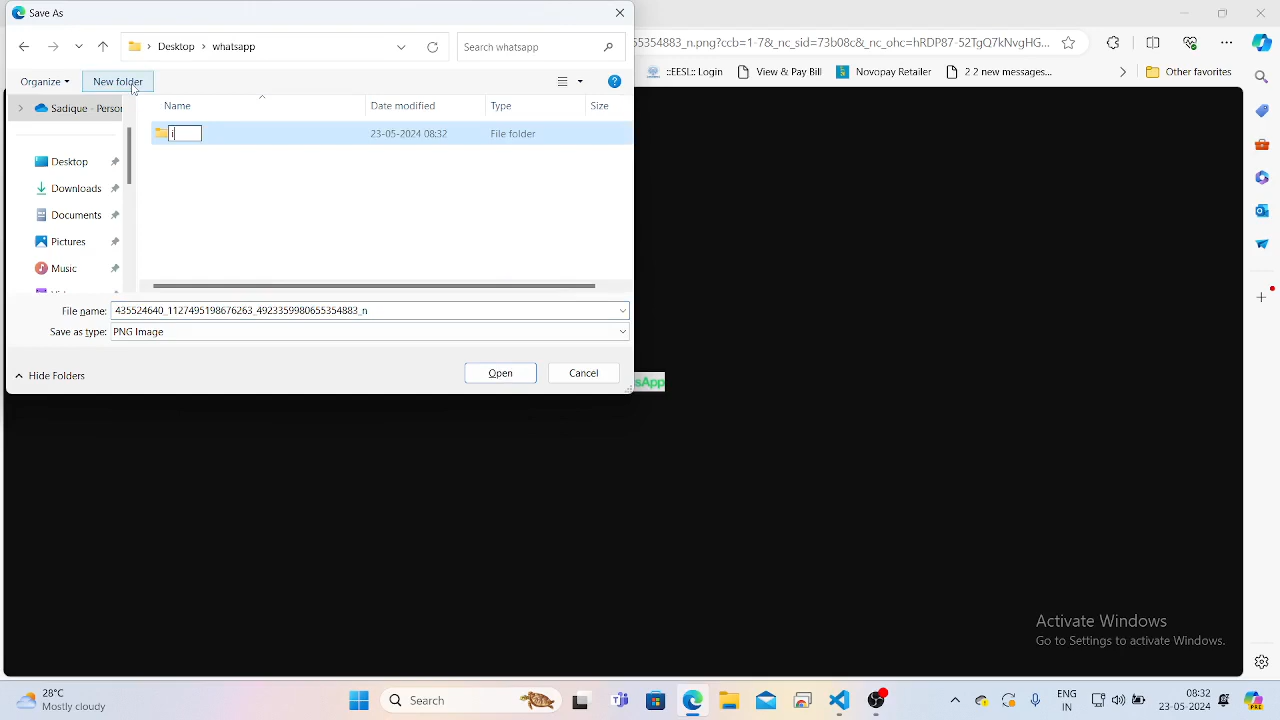 Save As
Desktop
whatsapp
Search whatsapp
55354883_n.png?ccb=1-7&_nc_sid=73b08c&_nc_ohc=hRDP87-52TgQ7kNvgHG...
Organize
New folder
::EESL:: Login
View & Pay Bill
Novopay Retailer
2 2 new messages...
Other favorites
Sadique - Person
Name
Date modified
Type
Size
i
23-05-2024 08:32
File folder
Desktop
Downloads
Documents
Pictures
Music
File name:
435524640_1127495198676263_4923359980655354883_n
Save as type:
PNG Image
Hide Folders
Open
Cancel
sApp
Activate Windows
Go to Settings to activate Windows.
28°C
Mostly cloudy
Search
ENG
IN
08:32
23-05-2024
PRE